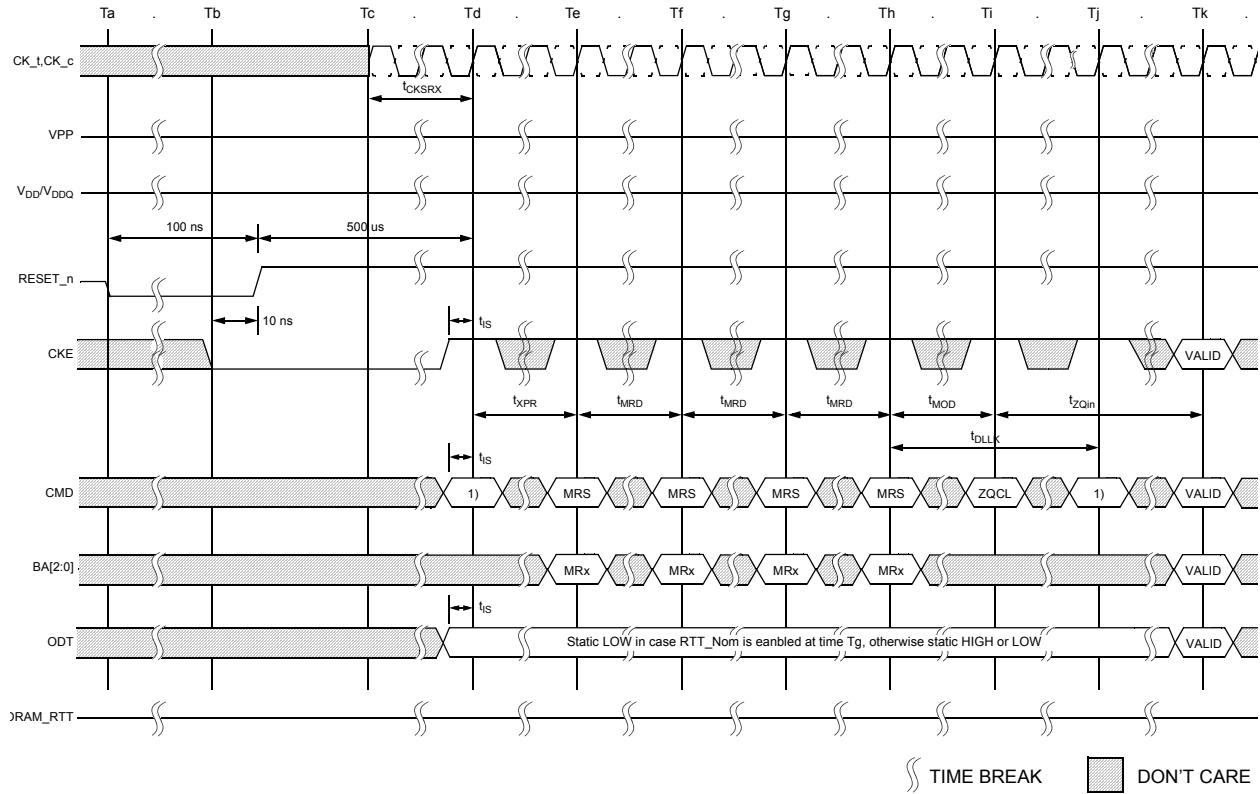 Ta . Tb . Tc . Td . Te . Tf . Tg . Th . Ti . Tj . Tk .
CK_t,CK_c
tCKSRX
VPP
VDD/VDDQ
100 ns 500 us
RESET_n
10 ns tIS
CKE VALID
tXPR tMRD tMRD tMRD tMOD tZQin
tDLLK
tIS
CMD 1) MRS MRS MRS MRS ZQCL 1) VALID
BA[2:0] MRx MRx MRx MRx VALID
tIS
ODT Static LOW in case RTT_Nom is eanbled at time Tg, otherwise static HIGH or LOW VALID
DRAM_RTT
TIME BREAK DON'T CARE